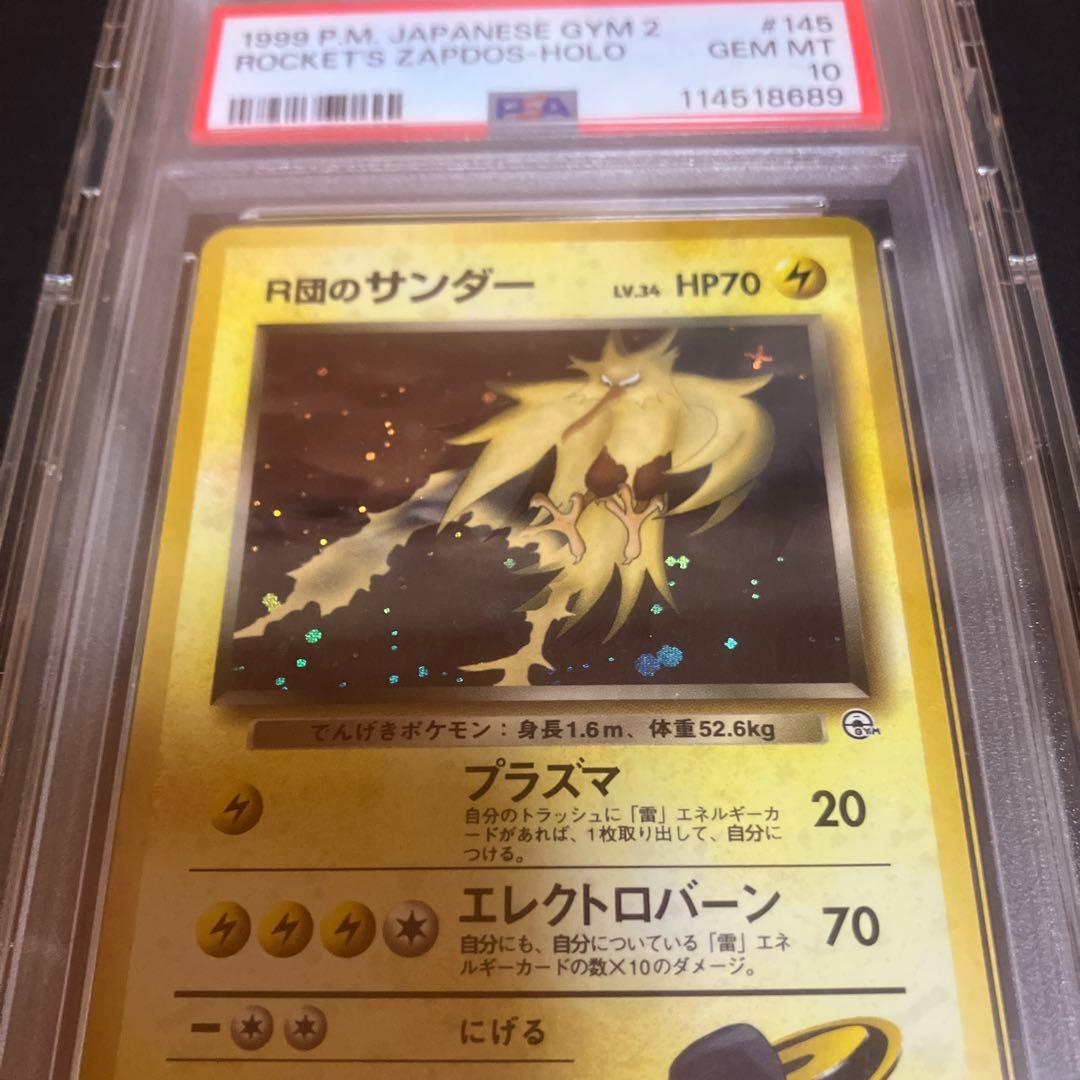 1999 P.M. JAPANESE GYM 2 #145
ROCKET'S ZAPDOS-HOLO GEM MT
10
PSA 114518689
R団のサンダー LV.34 HP70
でんげきポケモン：身長1.6m、体重52.6kg
GYM
プラズマ 20
自分のトラッシュに「雷」エネルギーカ
ードがあれば、1枚取り出して、自分に
つける。
エレクトロバーン 70
自分にも、自分についている「雷」エネ
ルギーカードの数×10のダメージ。
にげる